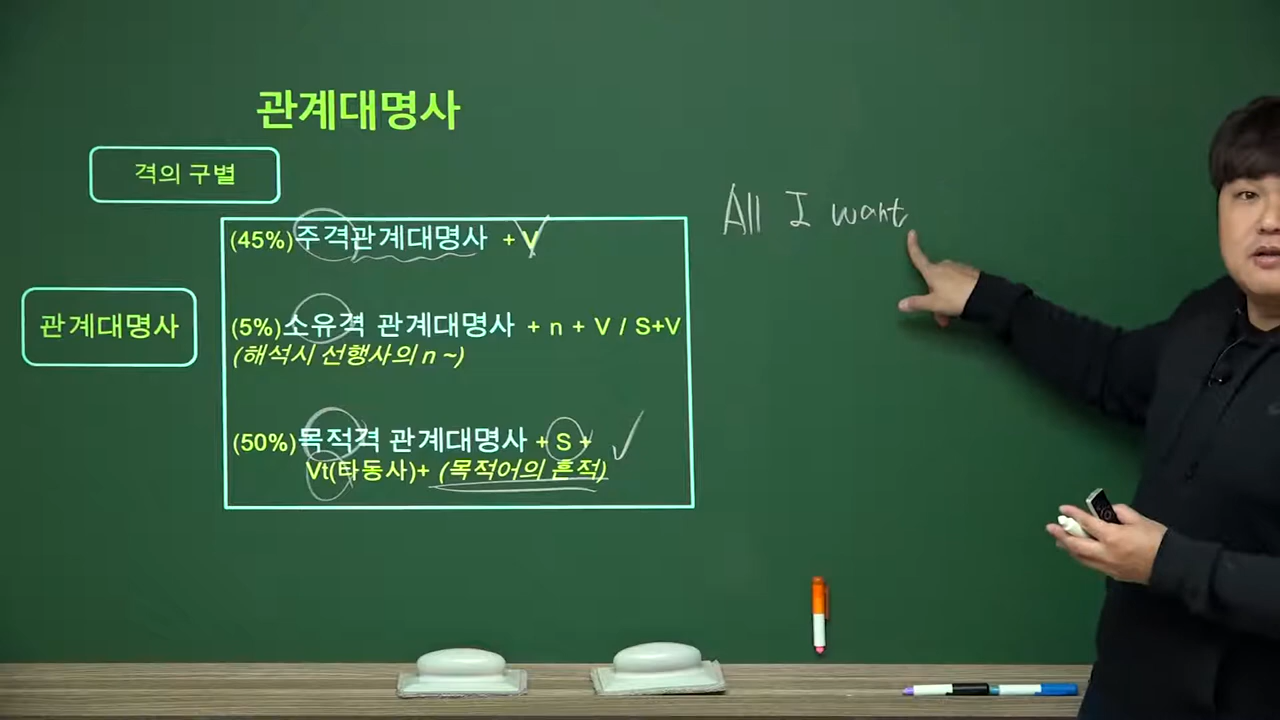 관계대명사
격의 구별
관계대명사
(45%)주격관계대명사 + V
(5%)소유격 관계대명사 + n + V / S+V
(해석시 선행사의 n ~)
(50%)목적격 관계대명사 + S +
Vt(타동사)+ (목적어의 흔적)
All I want